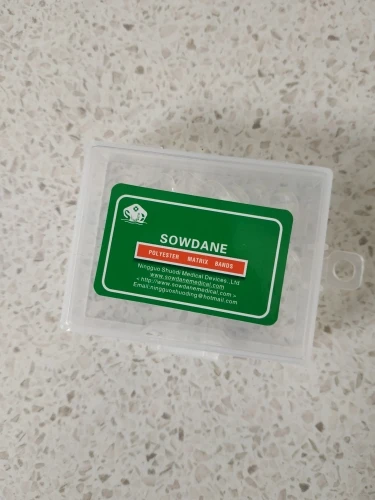 SOWDANE
POLYESTER MATRIX BANDS
Ningguo Shuodi Medical Devices.,Ltd
www.sowdanemedical.com
< http://www.sowdanemedical.com >
Email:ningguoshuoding@hotmail.com